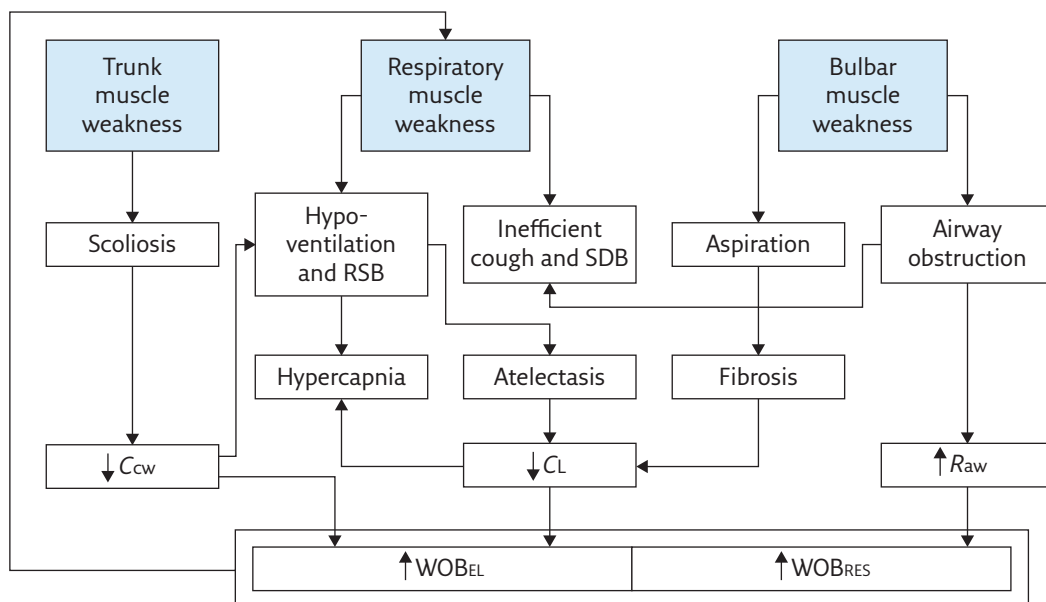 Trunk
muscle
weakness
Respiratory
muscle
weakness
Bulbar
muscle
weakness
Scoliosis
Hypo-
ventilation
and RSB
Inefficient
cough and SDB
Aspiration
Airway
obstruction
Hypercapnia
Atelectasis
Fibrosis
↓ Ccw
↓ CL
↑ Raw
↑ WOBEL
↑ WOBRES